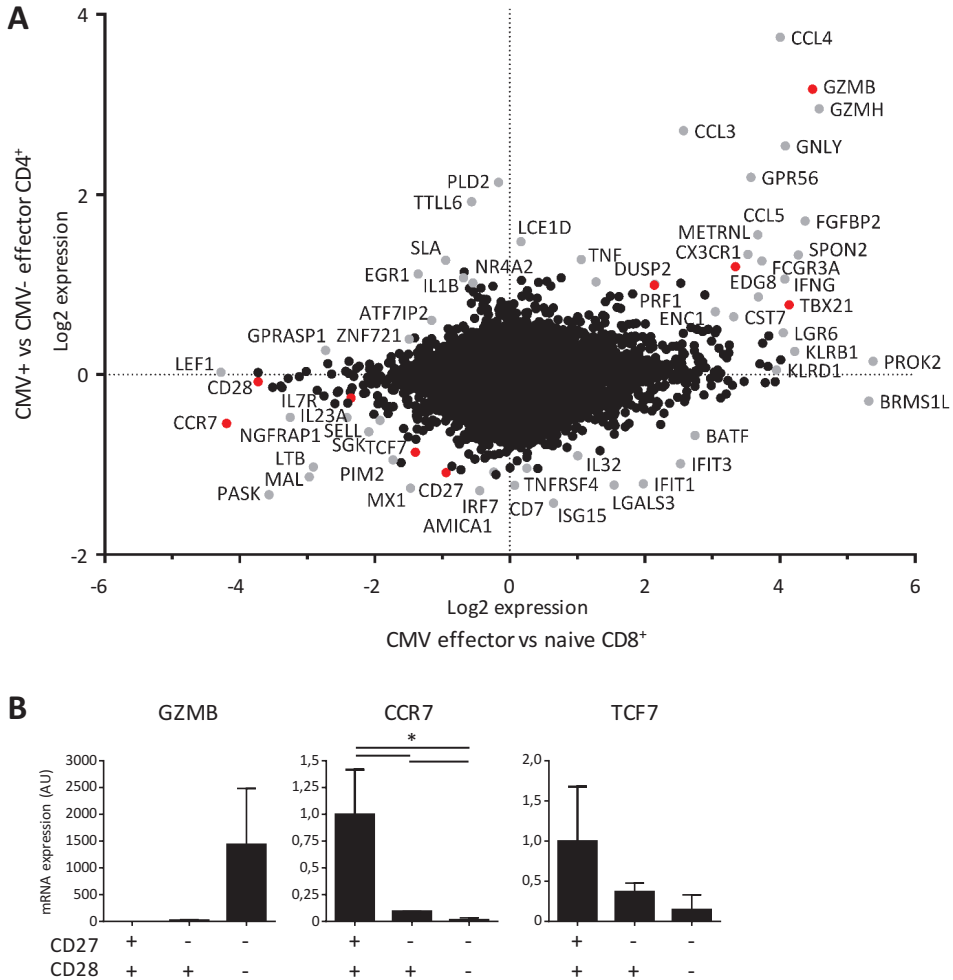 A
4
2
0
-2
CMV+ vs CMV- effector CD4+
Log2 expression
CCL4
GZMB
GZMH
CCL3
GNLY
GPR56
PLD2
TTLL6
CCL5
FGFBP2
LCE1D
METRNL
SLA
TNF
CX3CR1
SPON2
NR4A2
DUSP2
FCGR3A
EGR1
IL1B
EDG8
IFNG
PRF1
TBX21
ATF7IP2
ENC1
CST7
GPRASP1
ZNF721
LGR6
KLRB1
LEF1
PROK2
KLRD1
CD28
IL7R
BRMS1L
CCR7
IL23A
NGFRAP1
SELL
BATF
SGK
TCF7
LTB
IL32
IFIT3
MAL
PIM2
PASK
MX1
CD27
TNFRSF4
IFIT1
IRF7
CD7
LGALS3
AMICA1
ISG15
-6
-4
-2
0
2
4
6
Log2 expression
CMV effector vs naive CD8+
B
GZMB
CCR7
TCF7
mRNA expression (AU)
3000
2500
2000
1500
1000
500
0
*
1,5
1,25
1,0
0,75
0,5
0,25
0
2,0
1,5
1,0
0,5
0
CD27 + - - + - - + - -
CD28 + + - + + - + + -